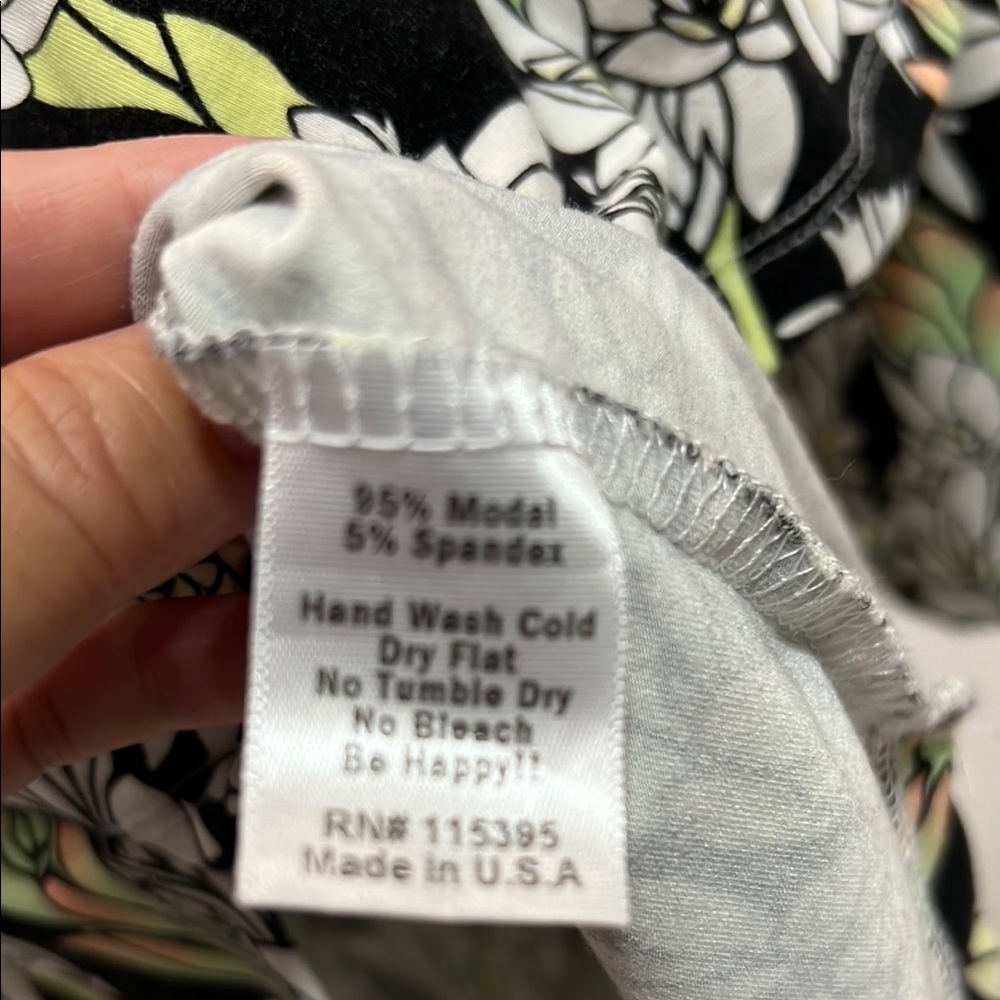 95% Modal
5% Spandex
Hand Wash Cold
Dry Flat
No Tumble Dry
No Bleach
Be Happy!!
RN# 115395
Made in U.S.A